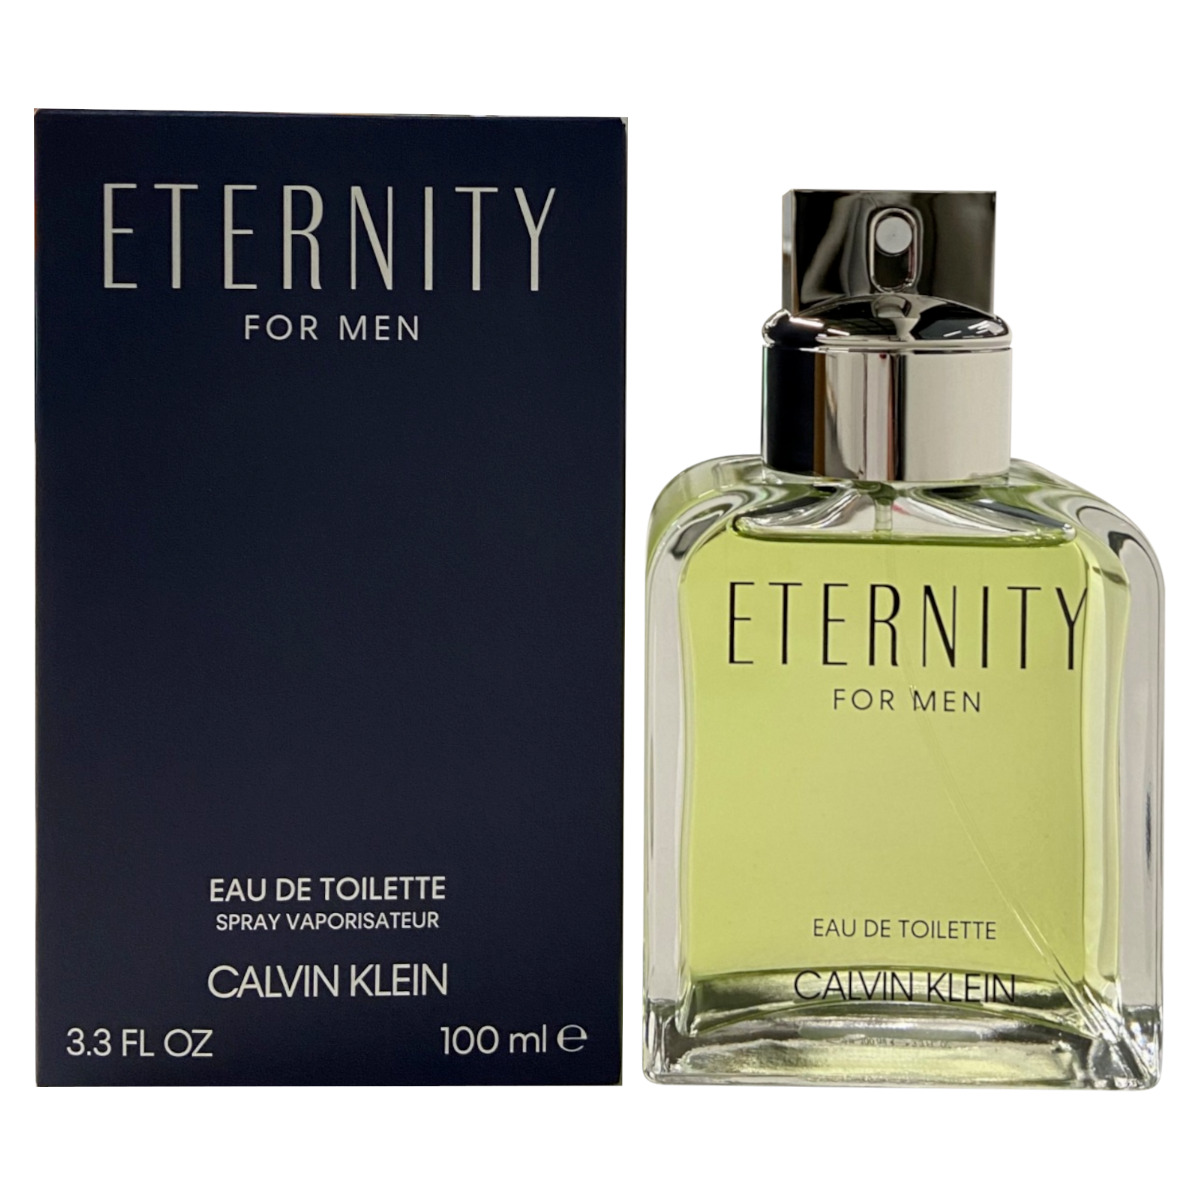 ETERNITY
FOR MEN
EAU DE TOILETTE
SPRAY VAPORISATEUR
CALVIN KLEIN
3.3 FL OZ 100 ml ℮
ETERNITY
FOR MEN
EAU DE TOILETTE
CALVIN KLEIN